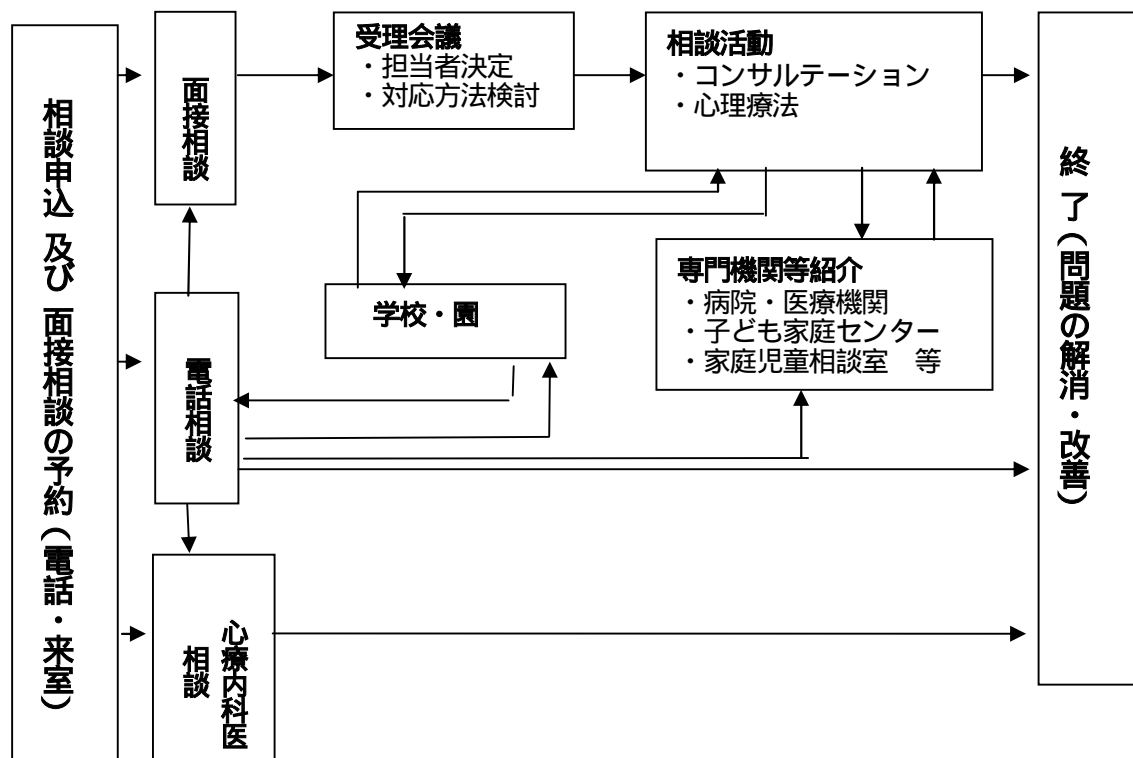 相談申込 及び 面接相談の予約（電話・来室）
面接相談
受理会議
・担当者決定
・対応方法検討
相談活動
・コンサルテーション
・心理療法
学校・園
専門機関等紹介
・病院・医療機関
・子ども家庭センター
・家庭児童相談室　等
電話相談
心療内科医
相談
終 了（問題の解消・改善）